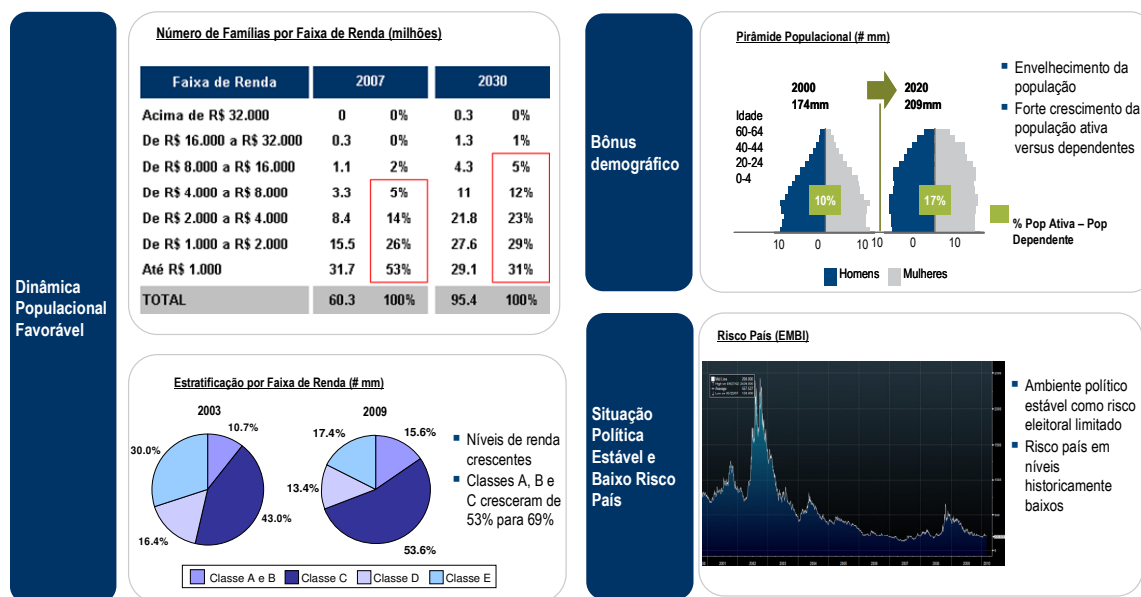 Dinâmica
Populacional
Favorável
Número de Famílias por Faixa de Renda (milhões)
Faixa de Renda 2007 2030
Acima de R$ 32.000 0 0% 0.3 0%
De R$ 16.000 a R$ 32.000 0.3 0% 1.3 1%
De R$ 8.000 a R$ 16.000 1.1 2% 4.3 5%
De R$ 4.000 a R$ 8.000 3.3 5% 11 12%
De R$ 2.000 a R$ 4.000 8.4 14% 21.8 23%
De R$ 1.000 a R$ 2.000 15.5 26% 27.6 29%
Até R$ 1.000 31.7 53% 29.1 31%
TOTAL 60.3 100% 95.4 100%
Estratificação por Faixa de Renda (# mm)
2003
10.7%
43.0%
16.4%
30.0%
2009
15.6%
53.6%
13.4%
17.4%
Níveis de renda
crescentes
Classes A, B e
C cresceram de
53% para 69%
Classe A e B Classe C Classe D Classe E
Bônus
demográfico
Pirâmide Populacional (# mm)
2000
174mm
2020
209mm
Idade
60-64
40-44
20-24
0-4
10%
17%
10 0 10
10 0 10
Homens Mulheres
% Pop Ativa – Pop
Dependente
Envelhecimento da
população
Forte crescimento da
população ativa
versus dependentes
Situação
Política
Estável e
Baixo Risco
País
Risco País (EMBI)
2001 2002 2003 2004 2005 2006 2007 2008 2009 2010
Ambiente político
estável como risco
eleitoral limitado
Risco país em
níveis
historicamente
baixos